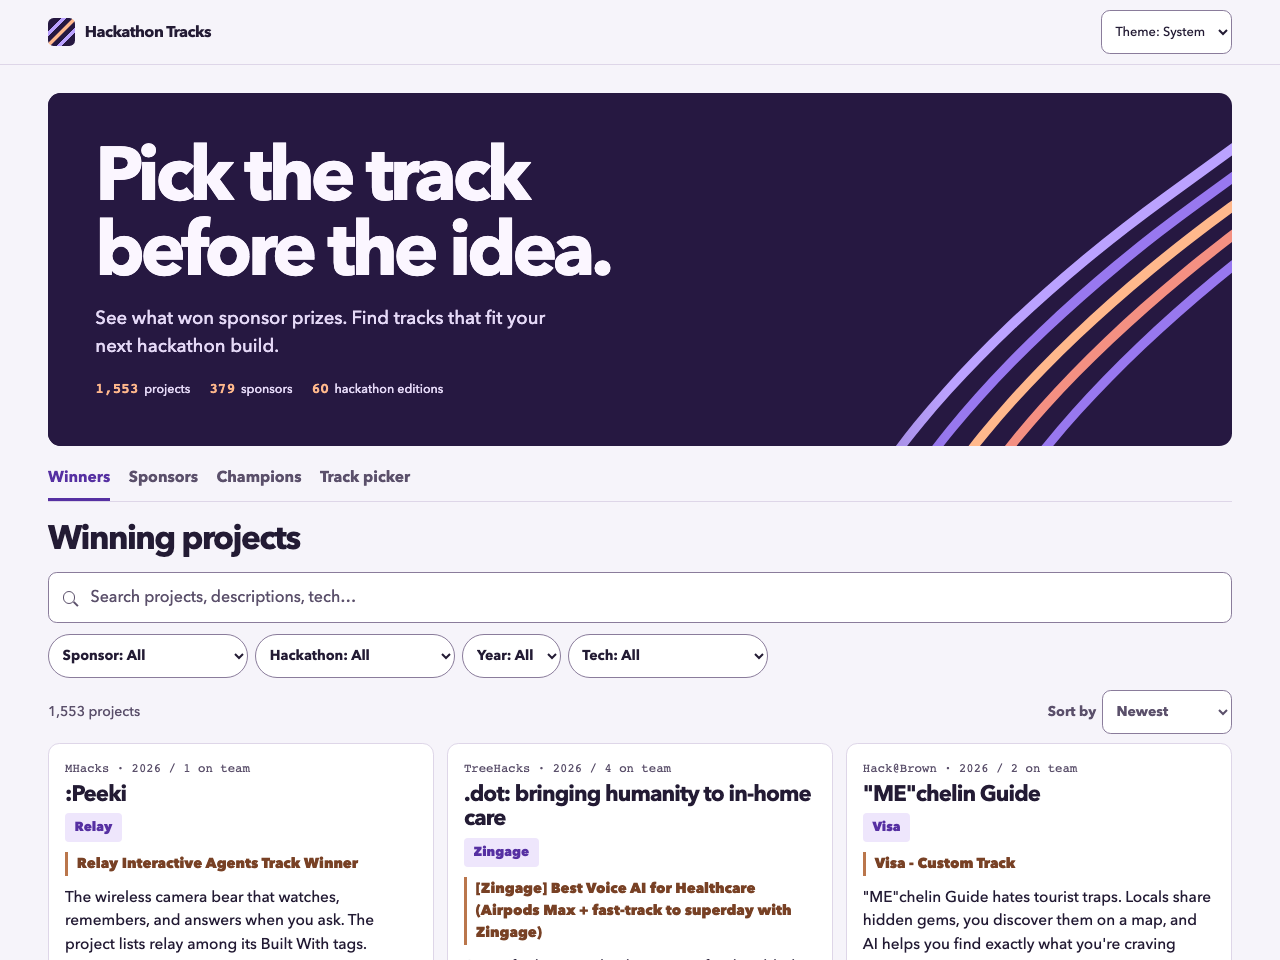 Hackathon Tracks
Theme: System
Pick the track
before the idea.
See what won sponsor prizes. Find tracks that fit your
next hackathon build.
1,553 projects 379 sponsors 60 hackathon editions
Winners Sponsors Champions Track picker
Winning projects
Search projects, descriptions, tech...
Sponsor: All Hackathon: All Year: All Tech: All
1,553 projects
Sort by Newest
MHacks · 2026 / 1 on team
:Peeki
Relay
Relay Interactive Agents Track Winner
The wireless camera bear that watches,
remembers, and answers when you ask. The
project lists relay among its Built With tags.
TreeHacks · 2026 / 4 on team
.dot: bringing humanity to in-home
care
Zingage
[Zingage] Best Voice AI for Healthcare
(Airpods Max + fast-track to superday with
Zingage)
Hack@Brown · 2026 / 2 on team
"ME"chelin Guide
Visa
Visa - Custom Track
"ME"chelin Guide hates tourist traps. Locals share
hidden gems, you discover them on a map, and
AI helps you find exactly what you're craving